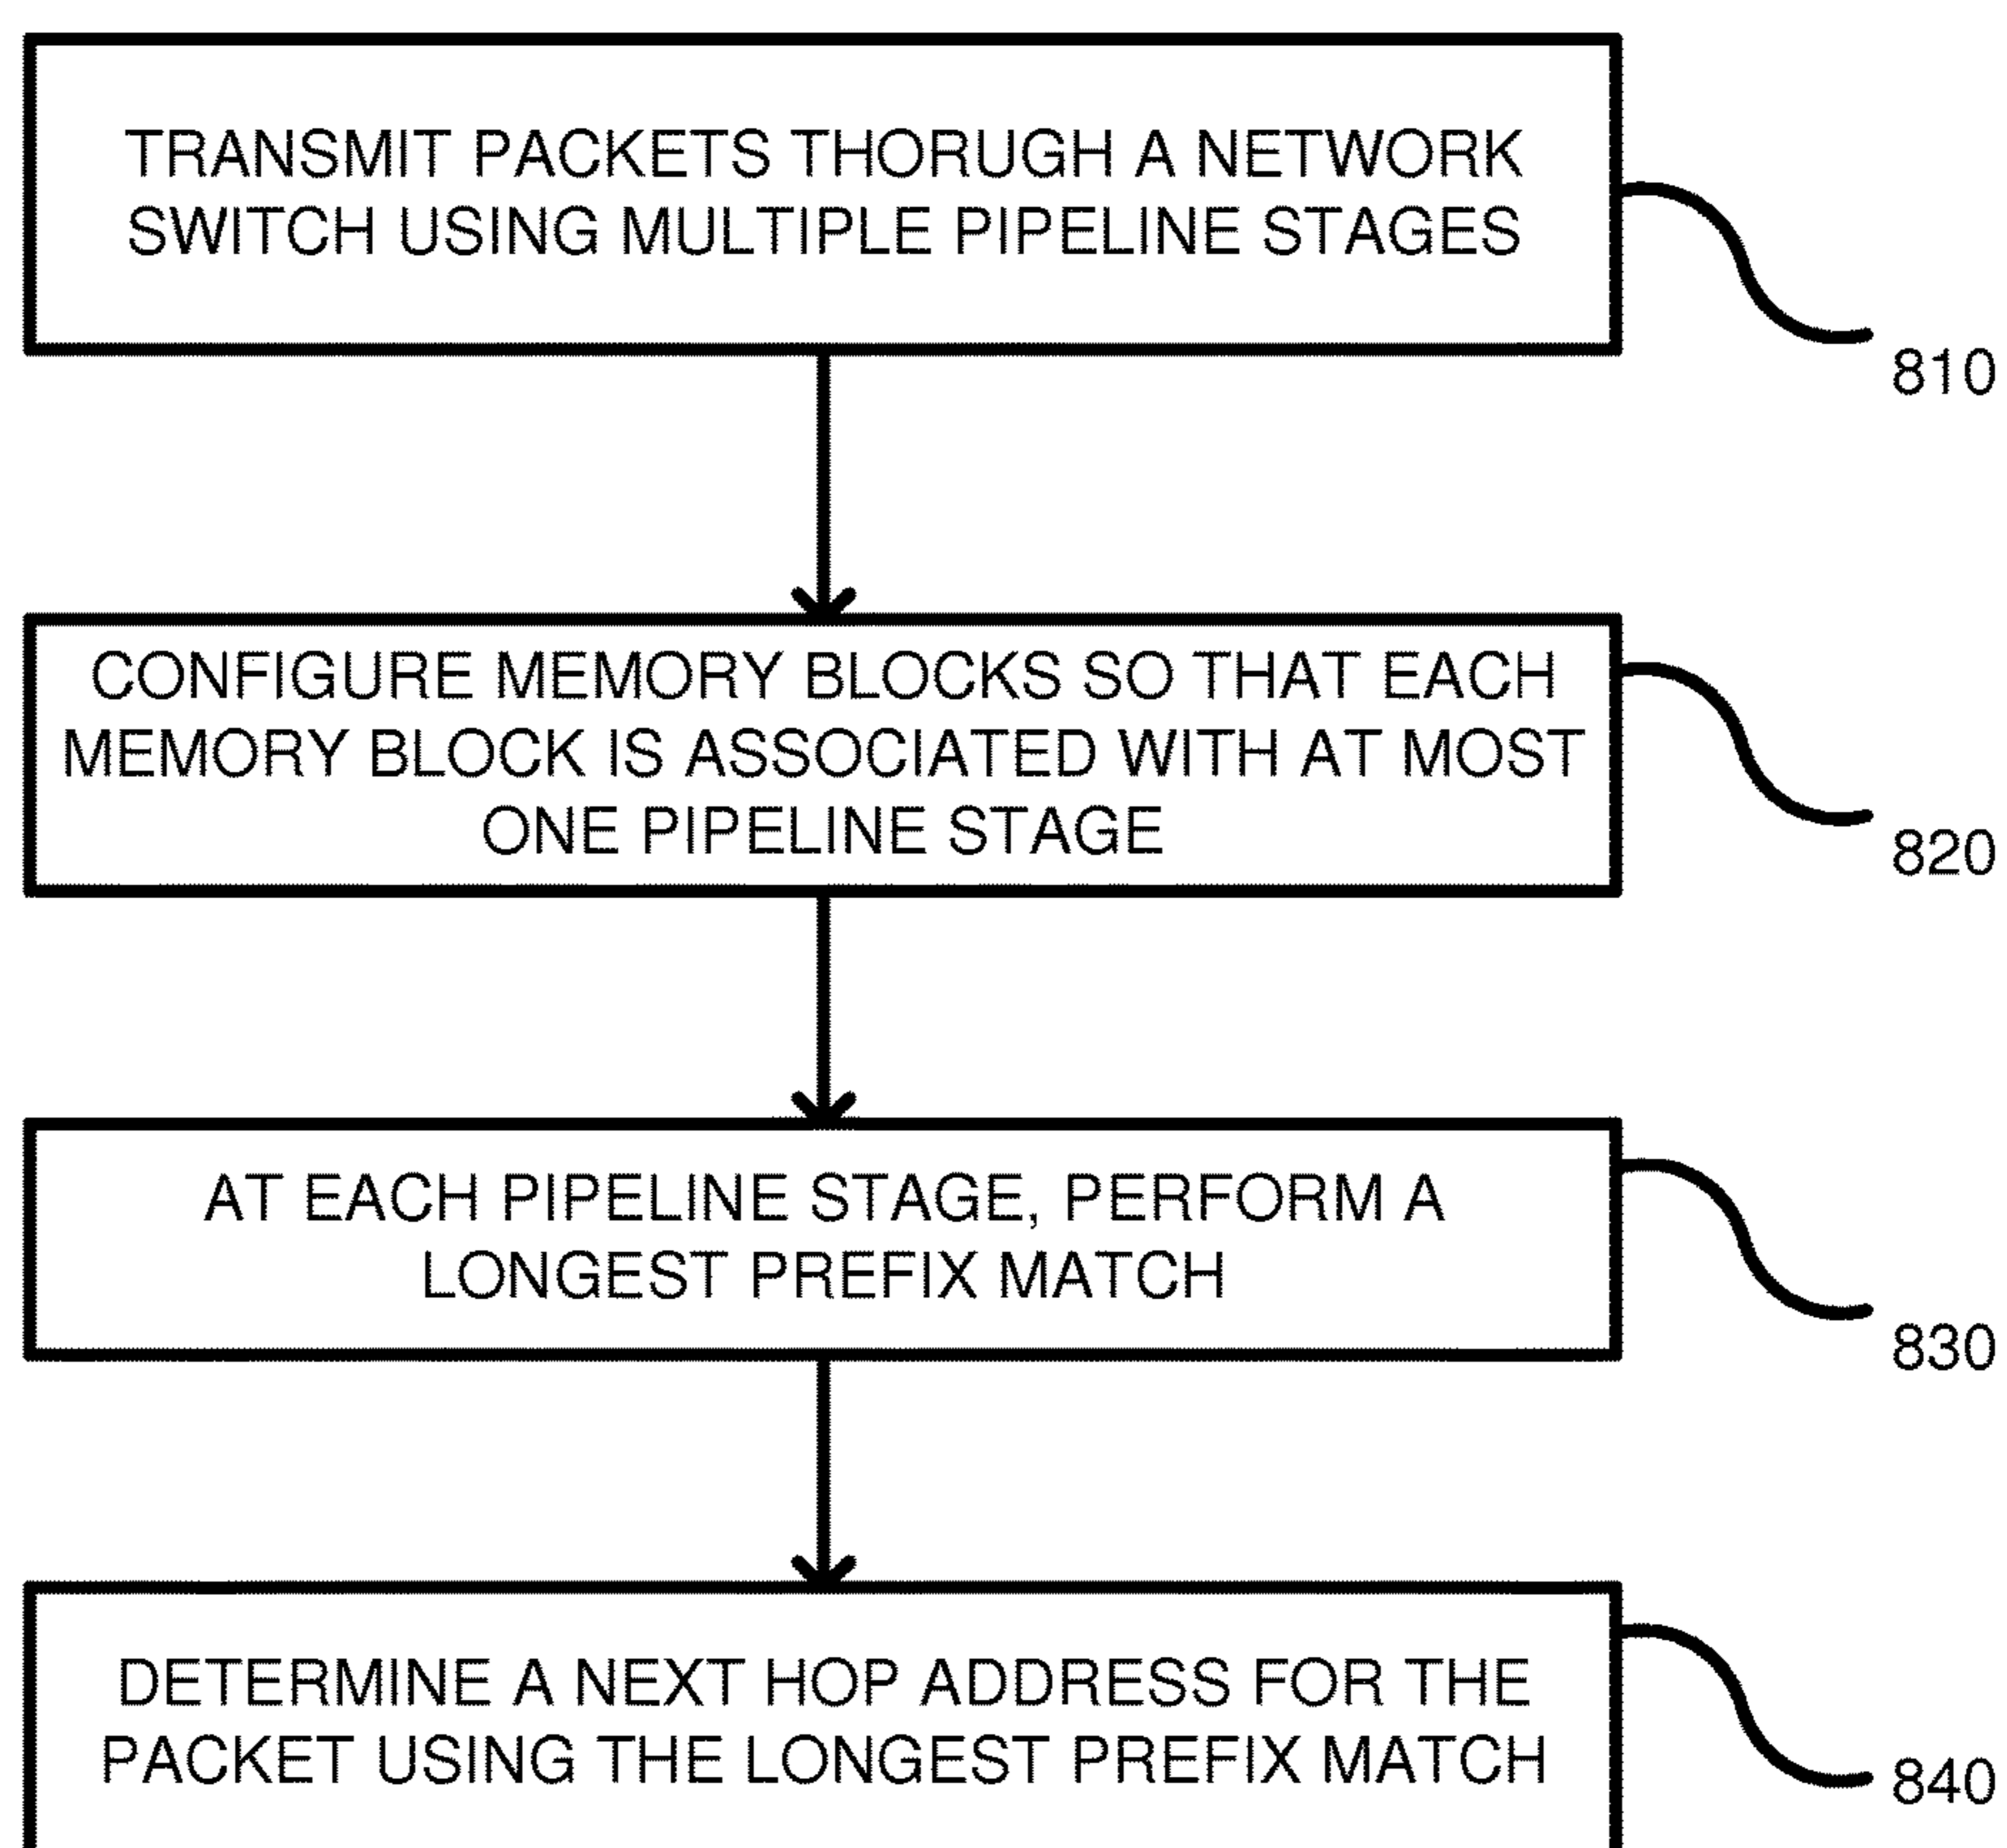 TRANSMIT PACKETS THORUGH A NETWORK
SWITCH USING MULTIPLE PIPELINE STAGES
810
CONFIGURE MEMORY BLOCKS SO THAT EACH
MEMORY BLOCK IS ASSOCIATED WITH AT MOST
ONE PIPELINE STAGE
820
AT EACH PIPELINE STAGE, PERFORM A
LONGEST PREFIX MATCH
830
DETERMINE A NEXT HOP ADDRESS FOR THE
PACKET USING THE LONGEST PREFIX MATCH
840